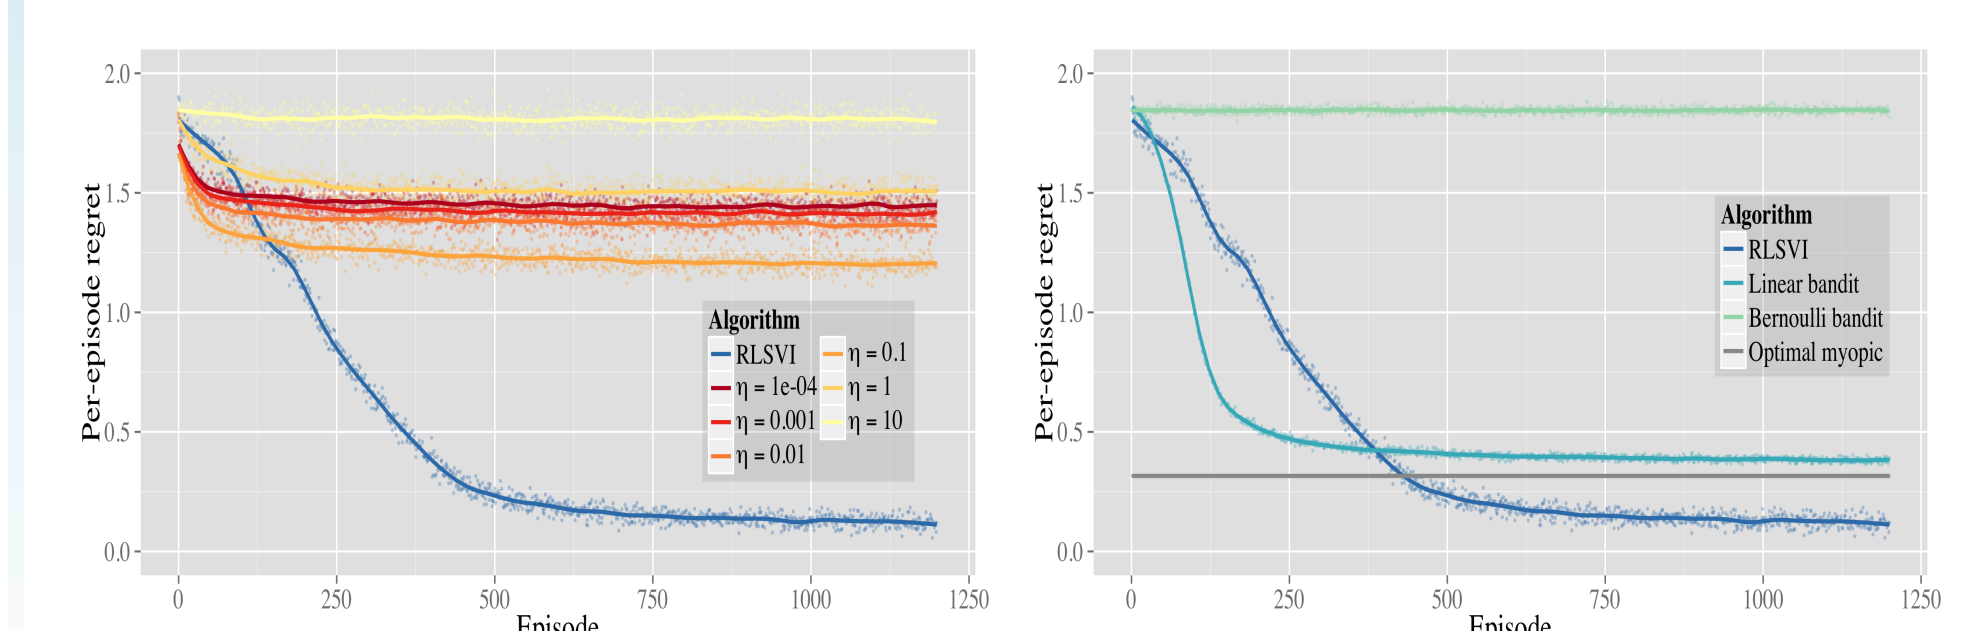 Per-episode regret
2.0
1.5
1.0
0.5
0.0
0 250 500 750 1000 1250
Episode
Algorithm
RLSVI
η = 1e-04
η = 0.001
η = 0.01
η = 0.1
η = 1
η = 10
Per-episode regret
2.0
1.5
1.0
0.5
0.0
0 250 500 750 1000 1250
Episode
Algorithm
RLSVI
Linear bandit
Bernoulli bandit
Optimal myopic